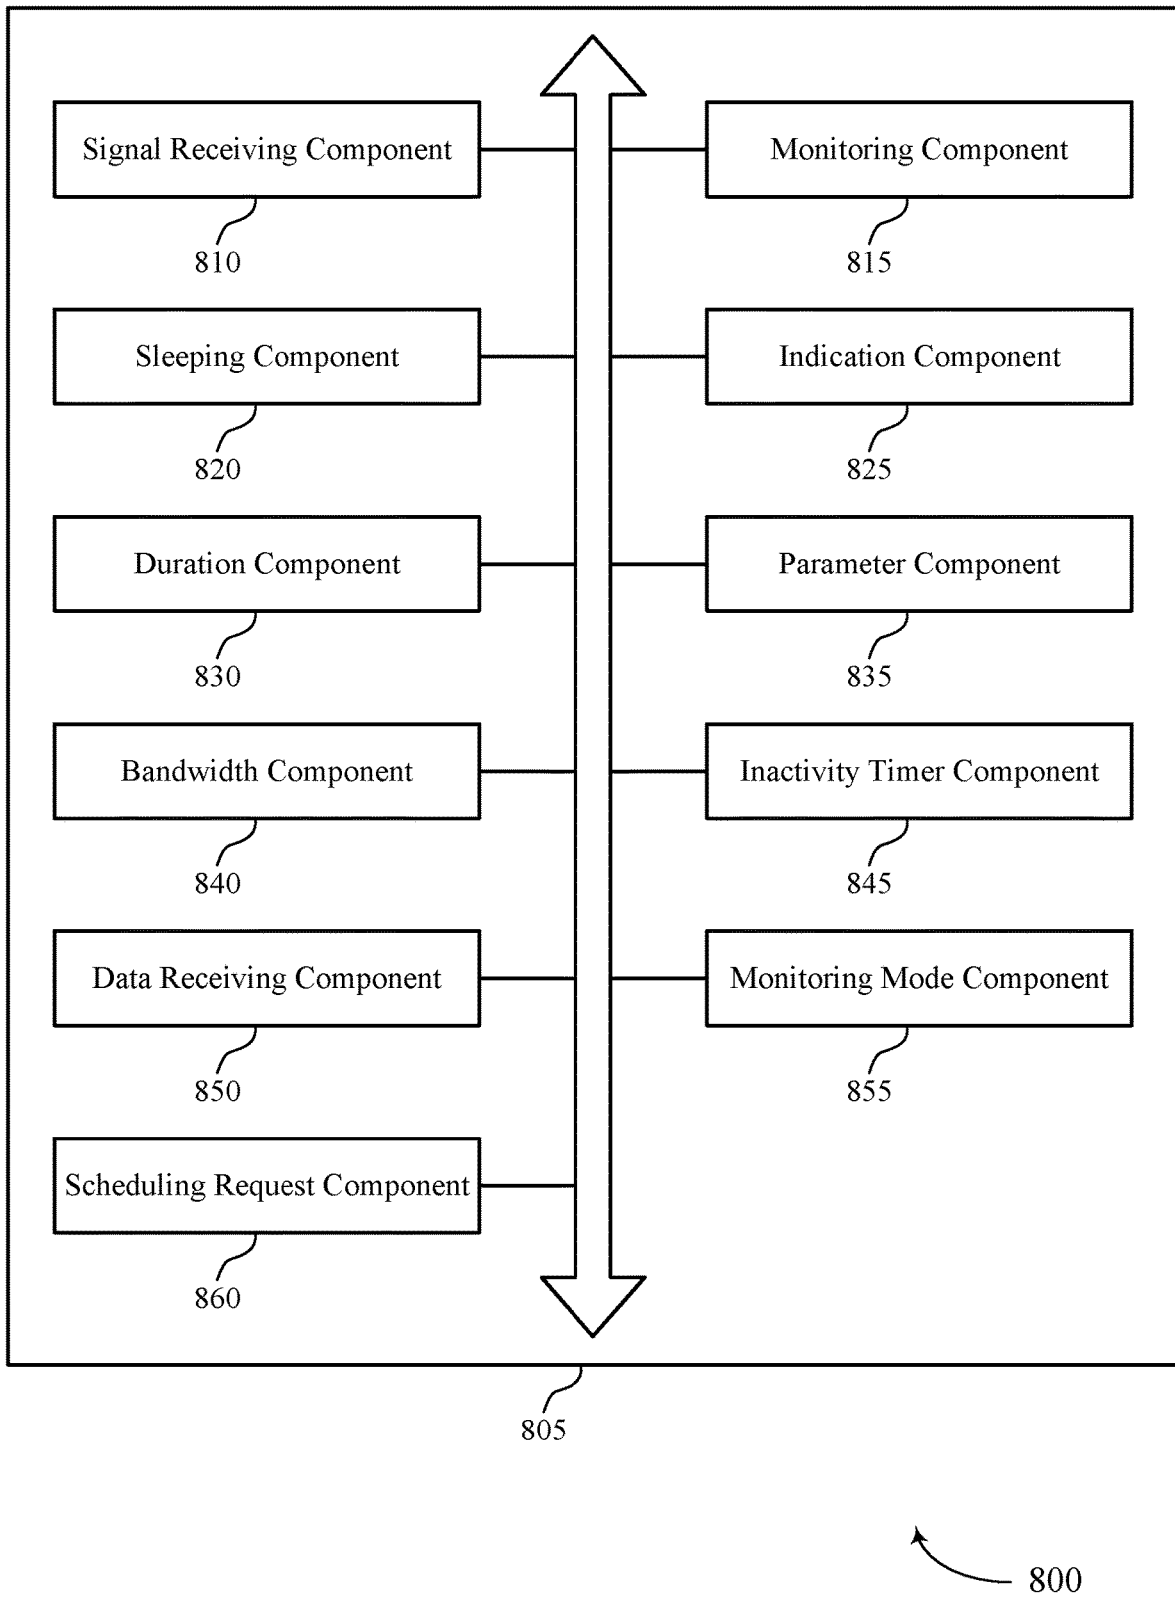 Signal Receiving Component
Monitoring Component
810
815
Sleeping Component
Indication Component
820
825
Duration Component
Parameter Component
830
835
Bandwidth Component
Inactivity Timer Component
840
845
Data Receiving Component
Monitoring Mode Component
850
855
Scheduling Request Component
860
805
800